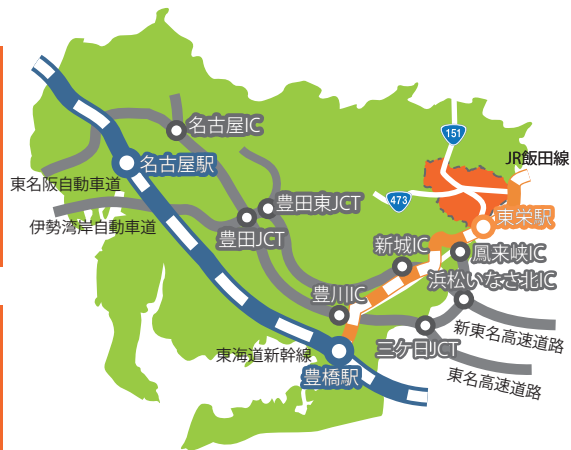 151
JR飯田線
名古屋IC
名古屋駅
東名阪自動車道
473
豊田東JCT
東栄駅
伊勢湾岸自動車道
豊田JCT
新城IC
鳳来峡IC
浜松いなさ北IC
豊川IC
新東名高速道路
東海道新幹線
三ケ日JCT
豊橋駅
東名高速道路